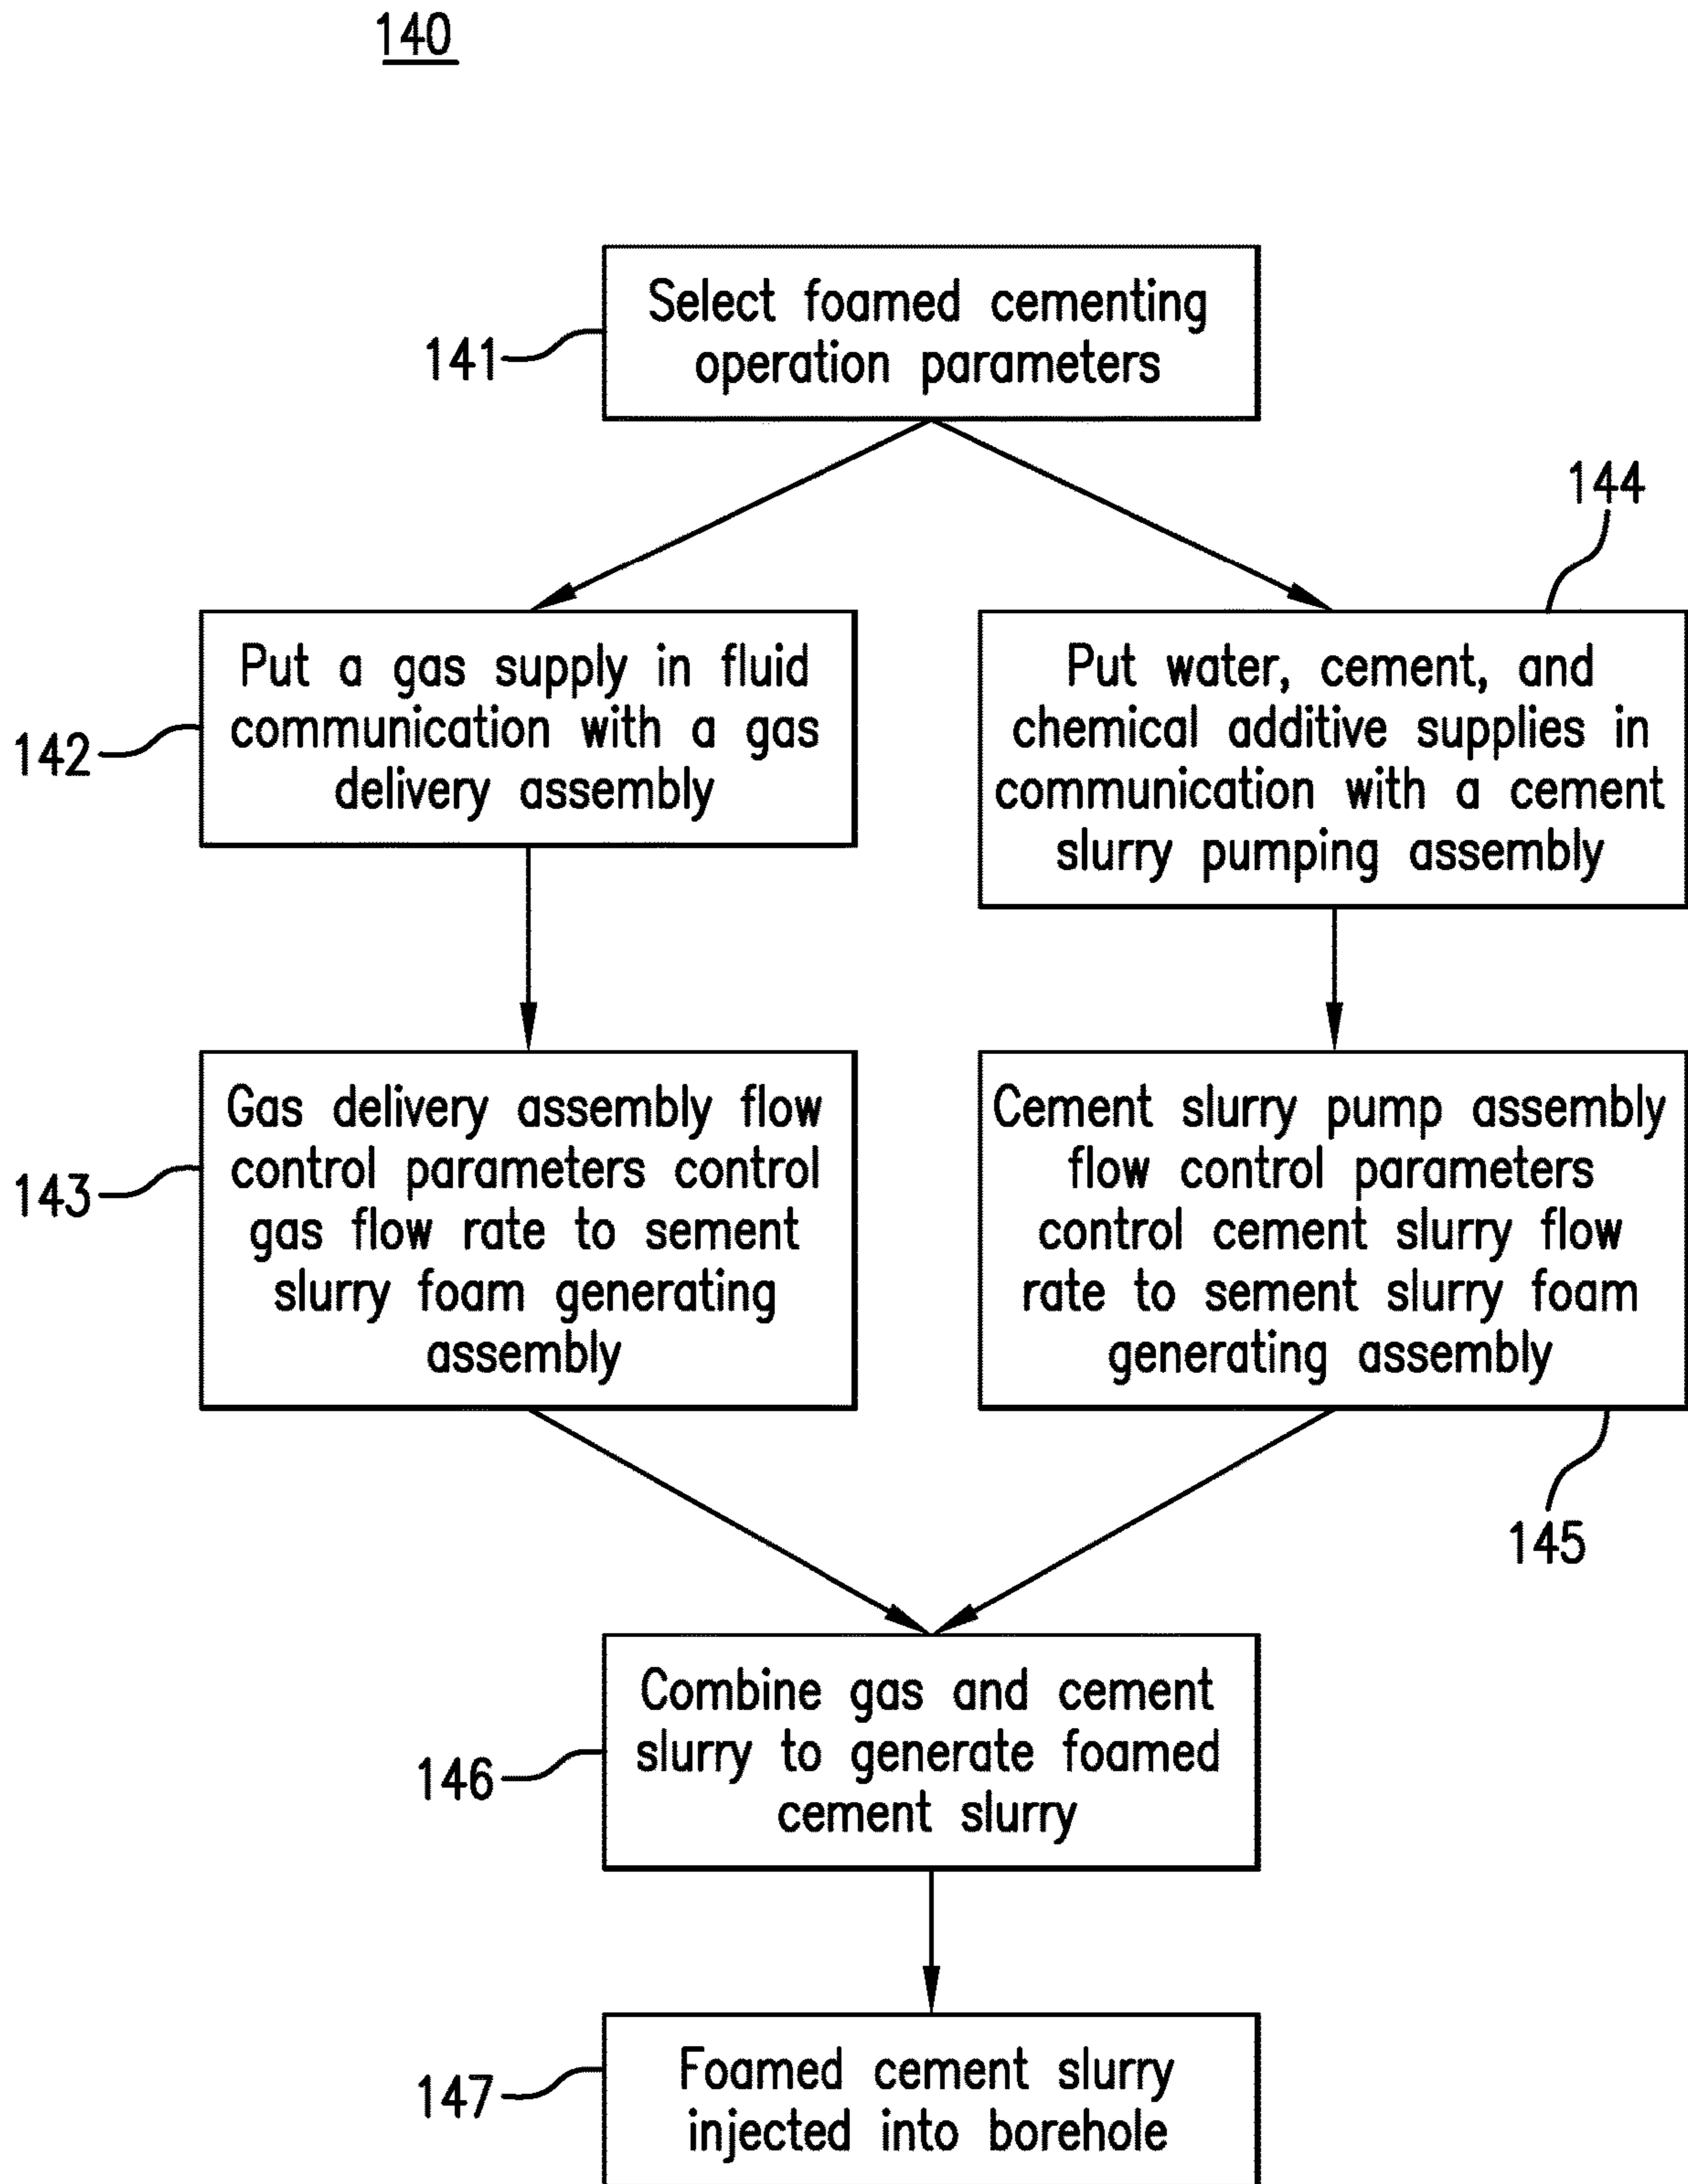 140
Select foamed cementing
operation parameters
141
144
Put a gas supply in fluid
communication with a gas
delivery assembly
142
Put water, cement, and
chemical additive supplies in
communication with a cement
slurry pumping assembly
Gas delivery assembly flow
control parameters control
gas flow rate to sement
slurry foam generating
assembly
143
Cement slurry pump assembly
flow control parameters
control cement slurry flow
rate to sement slurry foam
generating assembly
145
Combine gas and cement
slurry to generate foamed
cement slurry
146
Foamed cement slurry
injected into borehole
147